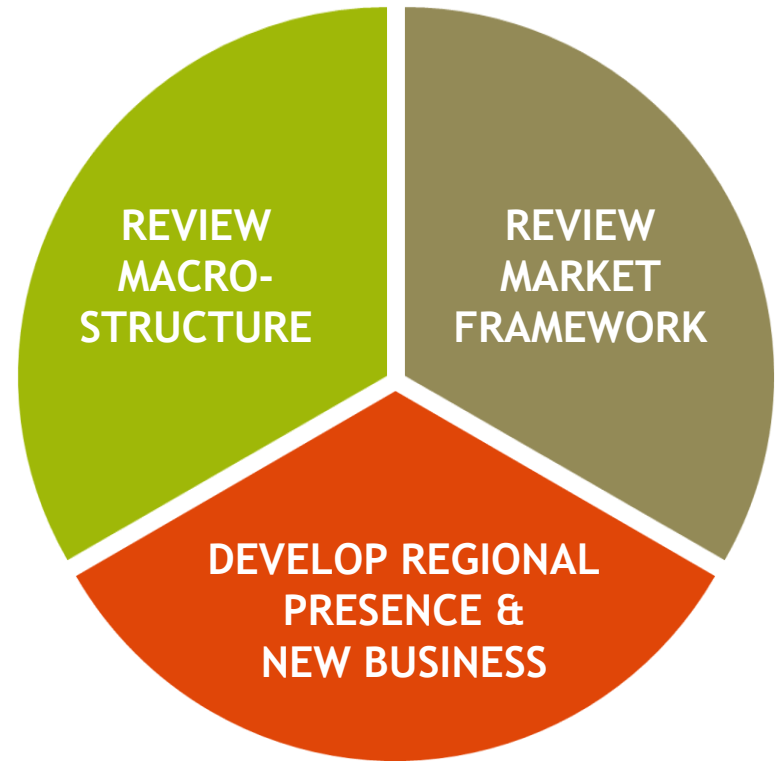 REVIEW
MACRO-
STRUCTURE
REVIEW
MARKET
FRAMEWORK
DEVELOP REGIONAL
PRESENCE &
NEW BUSINESS